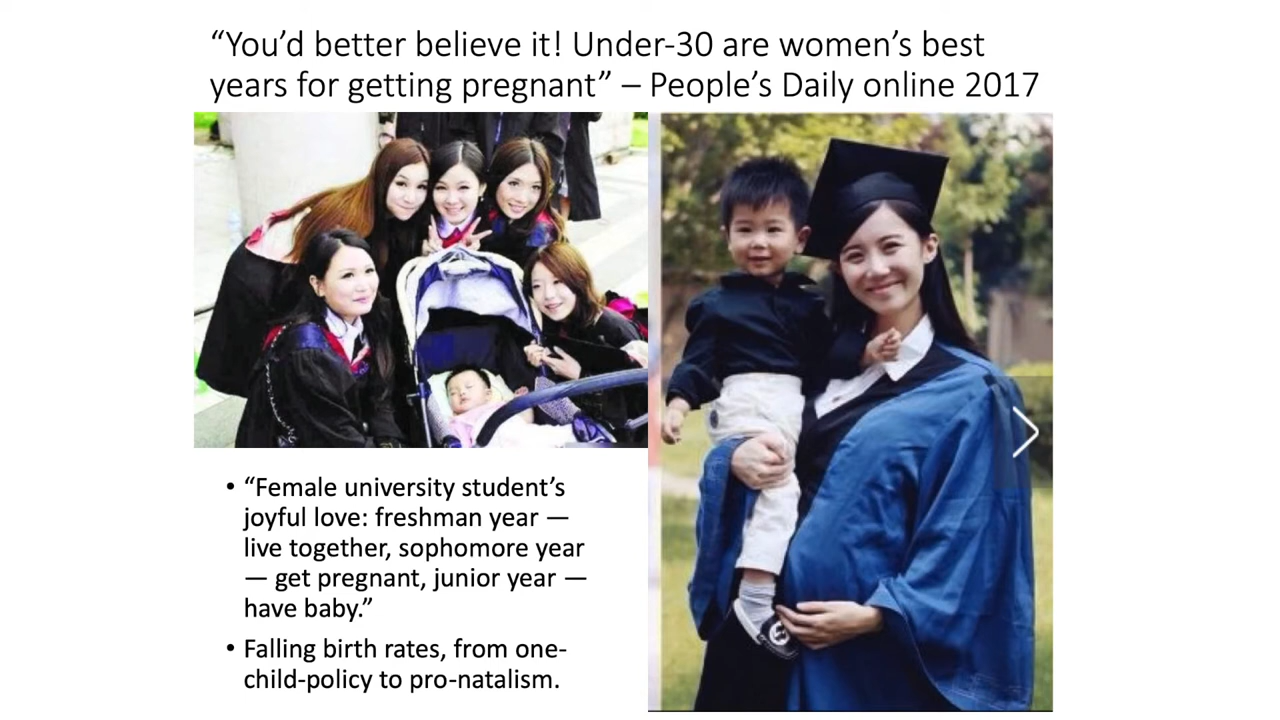 “You’d better believe it! Under-30 are women’s best
years for getting pregnant” – People’s Daily online 2017
• “Female university student’s
joyful love: freshman year —
live together, sophomore year
— get pregnant, junior year —
have baby.”
• Falling birth rates, from one-
child-policy to pro-natalism.